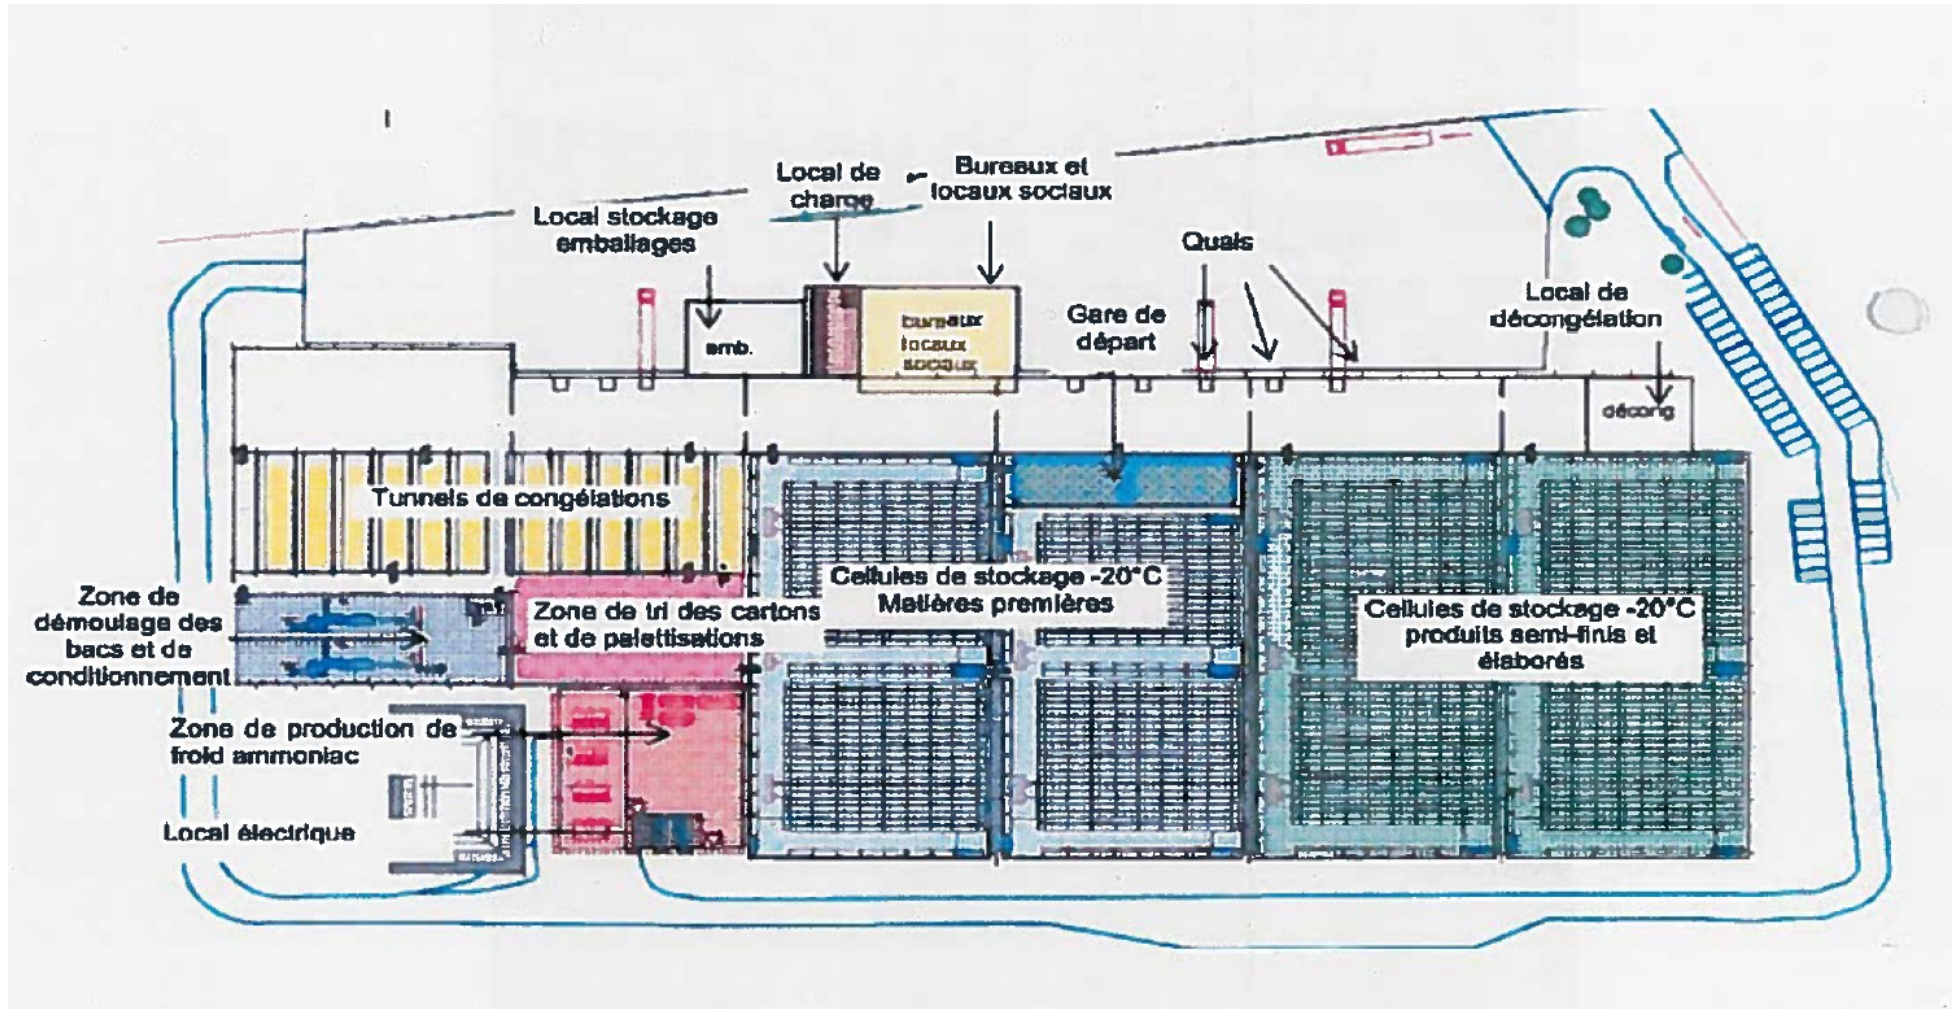 Local de
charge
Bureaux et
locaux sociaux
Local stockage
emballages
Quais
Local de
décongélation
Gare de
départ
emb.
bureaux
locaux
sociaux
décong
Tunnels de congélations
Zone de
démoulage des
bacs et de
conditionnement
Zone de tri des cartons
et de palettisations
Cellules de stockage -20°C
Matières premières
Cellules de stockage -20°C
produits semi-finis et
élaborés
Zone de production de
froid ammoniac
Local électrique